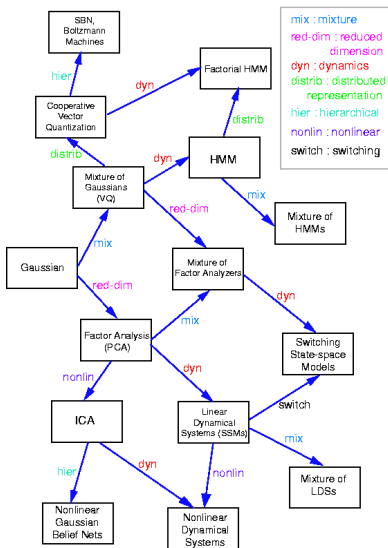 SBN,
Boltzmann
Machines
mix : mixture
red-dim : reduced
dimension
dyn : dynamics
distrib : distributed
representation
hier : hierarchical
nonlin : nonlinear
switch : switching
hier
dyn
Factorial HMM
Cooperative
Vector
Quantization
distrib
distrib
dyn
HMM
Mixture of
Gaussians
(VQ)
mix
red-dim
Mixture of
HMMs
mix
Gaussian
Mixture of
Factor Analyzers
red-dim
dyn
Factor Analysis
(PCA)
mix
Switching
State-space
Models
dyn
nonlin
switch
ICA
Linear
Dynamical
Systems (SSMs)
mix
hier
dyn
nonlin
Mixture of
LDSs
Nonlinear
Gaussian
Belief Nets
Nonlinear
Dynamical
Systems